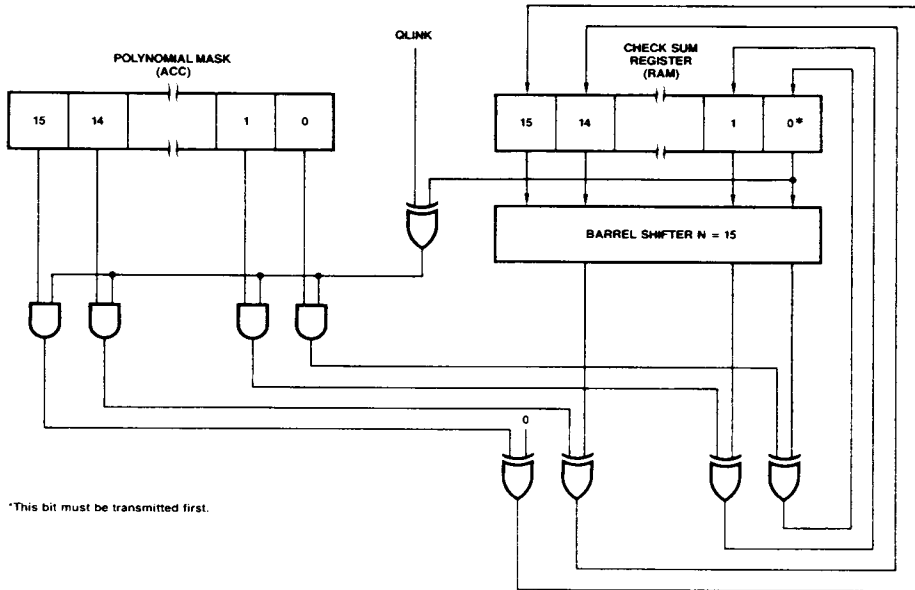 POLYNOMIAL MASK
(ACC)
15 14 1 0
QLINK
CHECK SUM
REGISTER
(RAM)
15 14 1 0*
BARREL SHIFTER N = 15
0
*This bit must be transmitted first.